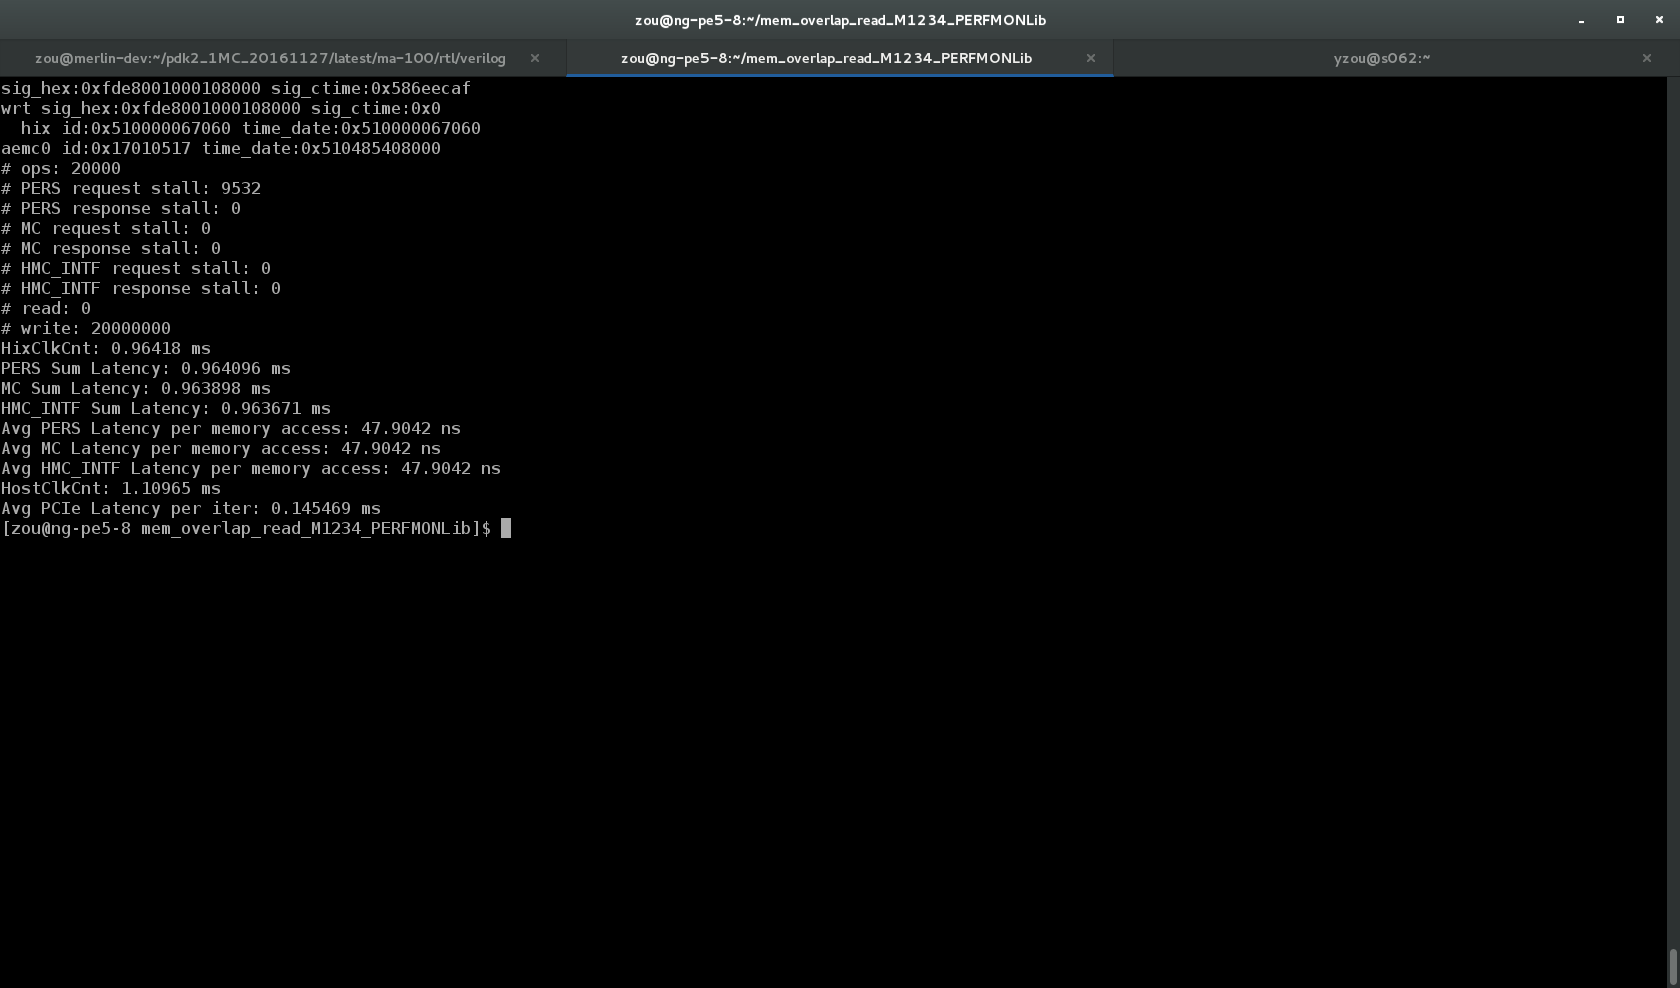 zou@ng-pe5-8:~/mem_overlap_read_M1234_PERFMONLib
zou@merlin-dev:~/pdk2_1MC_20161127/latest/ma-100/rtl/verilog
zou@ng-pe5-8:~/mem_overlap_read_M1234_PERFMONLib
yzou@s062:~
sig_hex:0xfde8001000108000 sig_ctime:0x586eecaf
wrt sig_hex:0xfde8001000108000 sig_ctime:0x0
  hix id:0x510000067060 time_date:0x510000067060
aemc0 id:0x17010517 time_date:0x510485408000
# ops: 20000
# PERS request stall: 9532
# PERS response stall: 0
# MC request stall: 0
# MC response stall: 0
# HMC_INTF request stall: 0
# HMC_INTF response stall: 0
# read: 0
# write: 20000000
HixClkCnt: 0.96418 ms
PERS Sum Latency: 0.964096 ms
MC Sum Latency: 0.963898 ms
HMC_INTF Sum Latency: 0.963671 ms
Avg PERS Latency per memory access: 47.9042 ns
Avg MC Latency per memory access: 47.9042 ns
Avg HMC_INTF Latency per memory access: 47.9042 ns
HostClkCnt: 1.10965 ms
Avg PCIe Latency per iter: 0.145469 ms
[zou@ng-pe5-8 mem_overlap_read_M1234_PERFMONLib]$